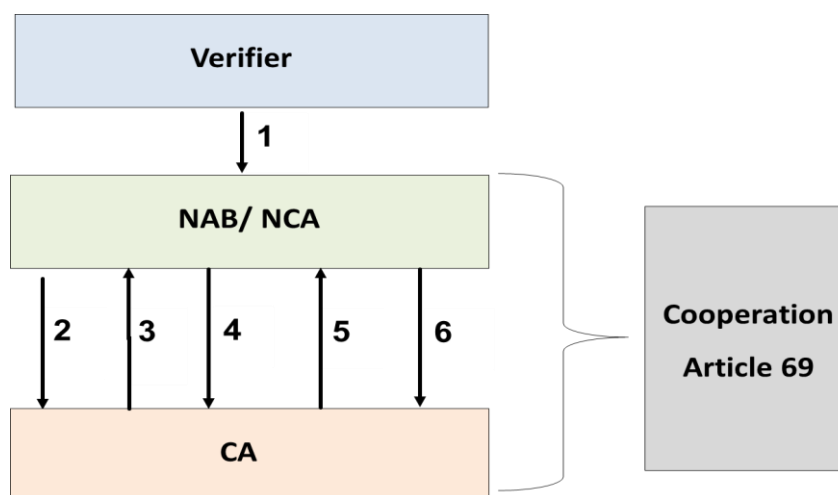 Verifier
1
NAB/ NCA
2
3
4
5
6
Cooperation
Article 69
CA